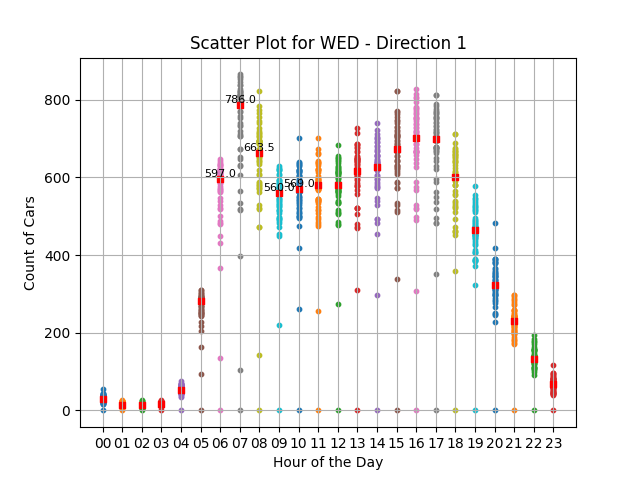 Scatter Plot for WED - Direction 1
Count of Cars
800
600
400
200
0
786.0
663.5
597.0
560.0
569.0
00 01 02 03 04 05 06 07 08 09 10 11 12 13 14 15 16 17 18 19 20 21 22 23
Hour of the Day